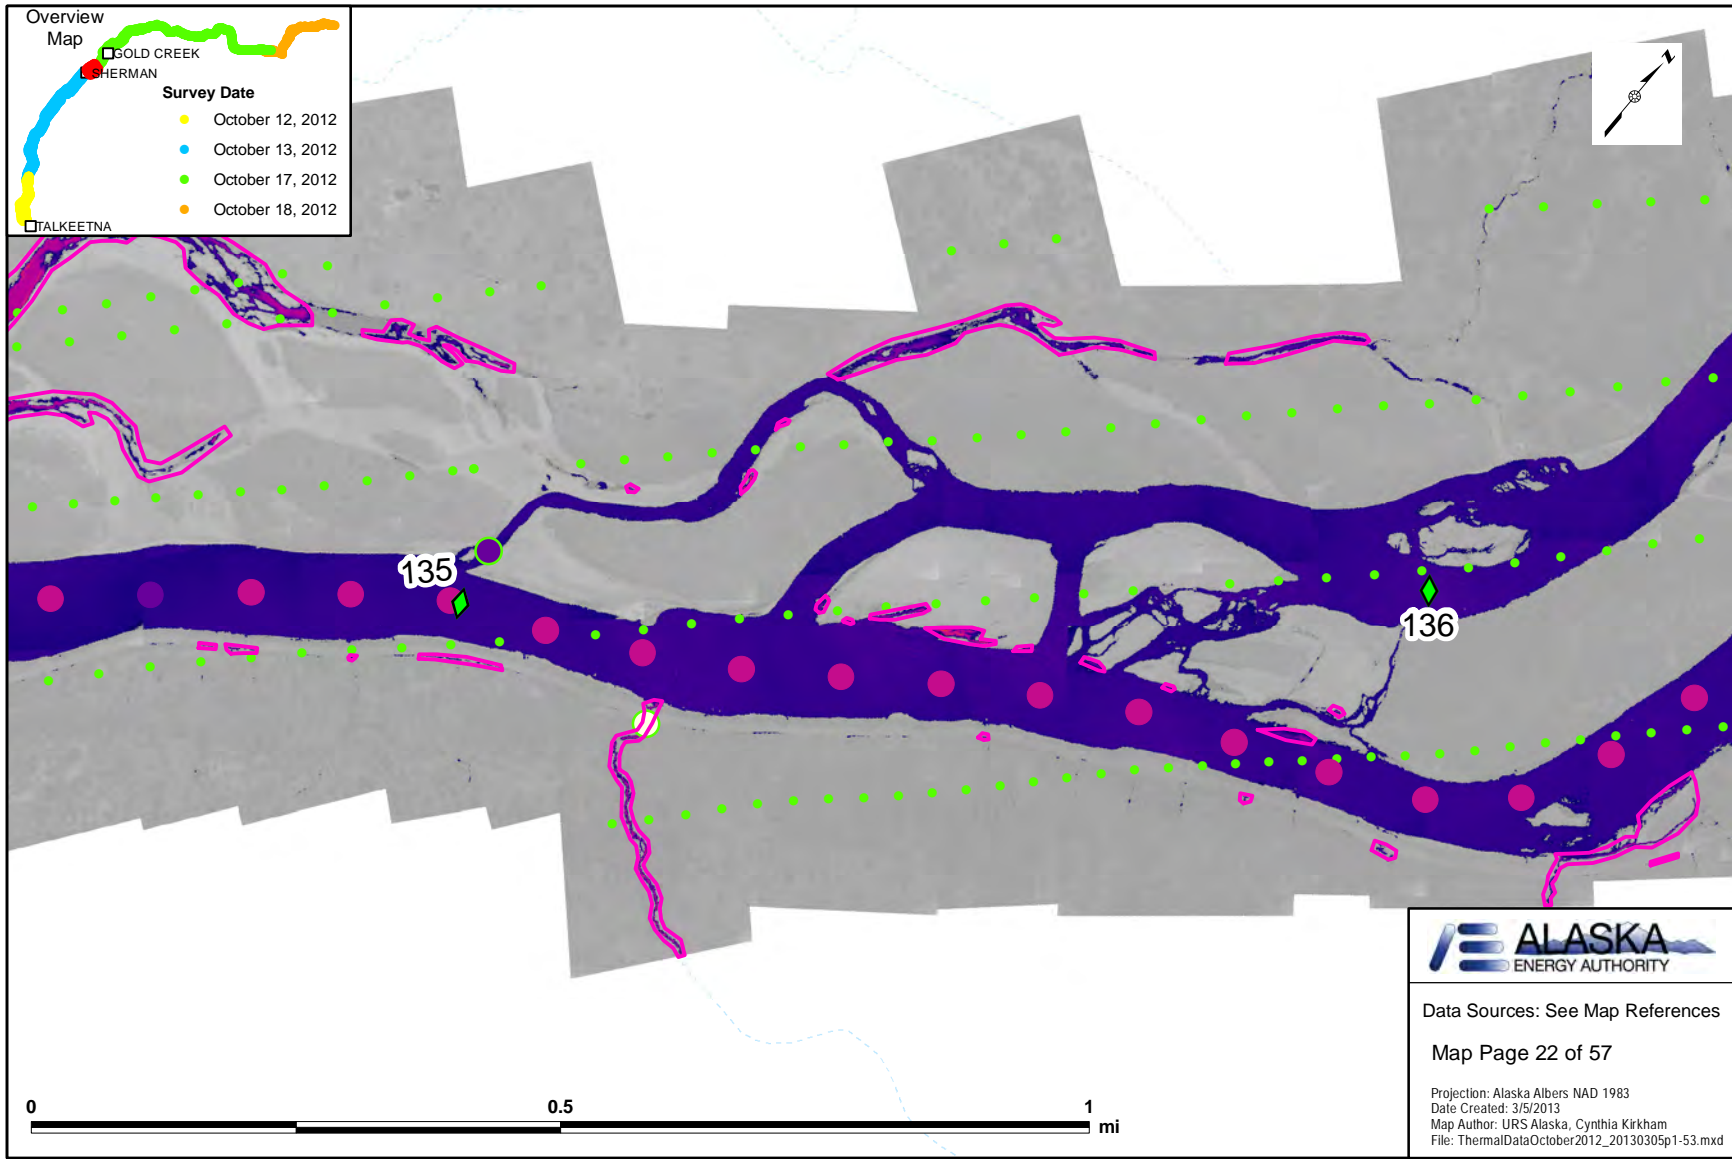 Overview
Map
GOLD CREEK
SHERMAN
Survey Date
October 12, 2012
October 13, 2012
October 17, 2012
October 18, 2012
TALKEETNA
N
135
136
0
0.5
1
mi
ALASKA
ENERGY AUTHORITY
Data Sources: See Map References
Map Page 22 of 57
Projection: Alaska Albers NAD 1983
Date Created: 3/5/2013
Map Author: URS Alaska, Cynthia Kirkham
File: ThermalDataOctober2012_20130305p1-53.mxd